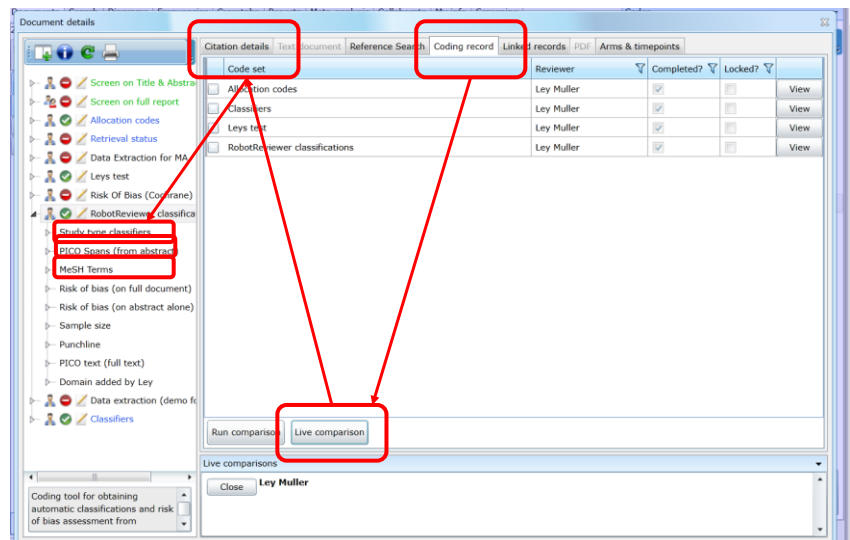 Document details
Citation details Text document Reference Search Coding record Linked records PDF Arms & timepoints
Code set Reviewer Completed? Locked?
Allocation codes Ley Muller View
Classifiers Ley Muller View
Leys test Ley Muller View
RobotReviewer classifications Ley Muller View
Screen on Title & Abstra
Screen on full report
Allocation codes
Retrieval status
Data Extraction for MA
Leys test
Risk Of Bias (Cochrane)
RobotReviewer classifica
Study type classifiers
PICO Spans (from abstract
MeSH Terms
Risk of bias (on full document)
Risk of bias (on abstract alone)
Sample size
Punchline
PICO text (full text)
Domain added by Ley
Data extraction (demo fo
Classifiers
Run comparison Live comparison
Live comparisons
Close Ley Muller
Coding tool for obtaining
automatic classifications and risk
of bias assessment from